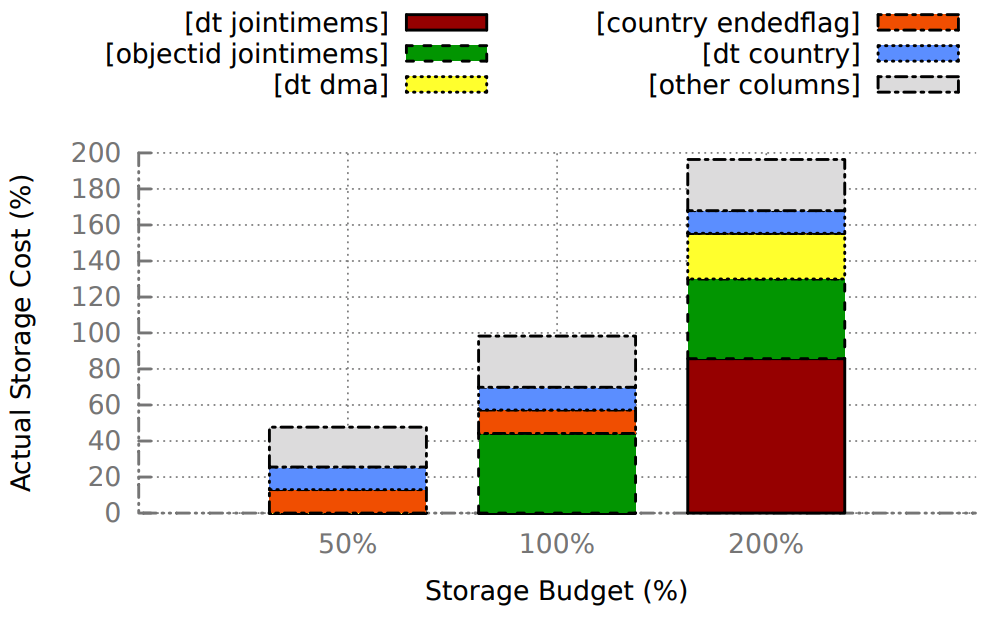 [dt jointimems]
[objectid jointimems]
[dt dma]
[country endedflag]
[dt country]
[other columns]
200
180
160
140
120
100
80
60
40
20
0
Actual Storage Cost (%)
50% 100% 200%
Storage Budget (%)